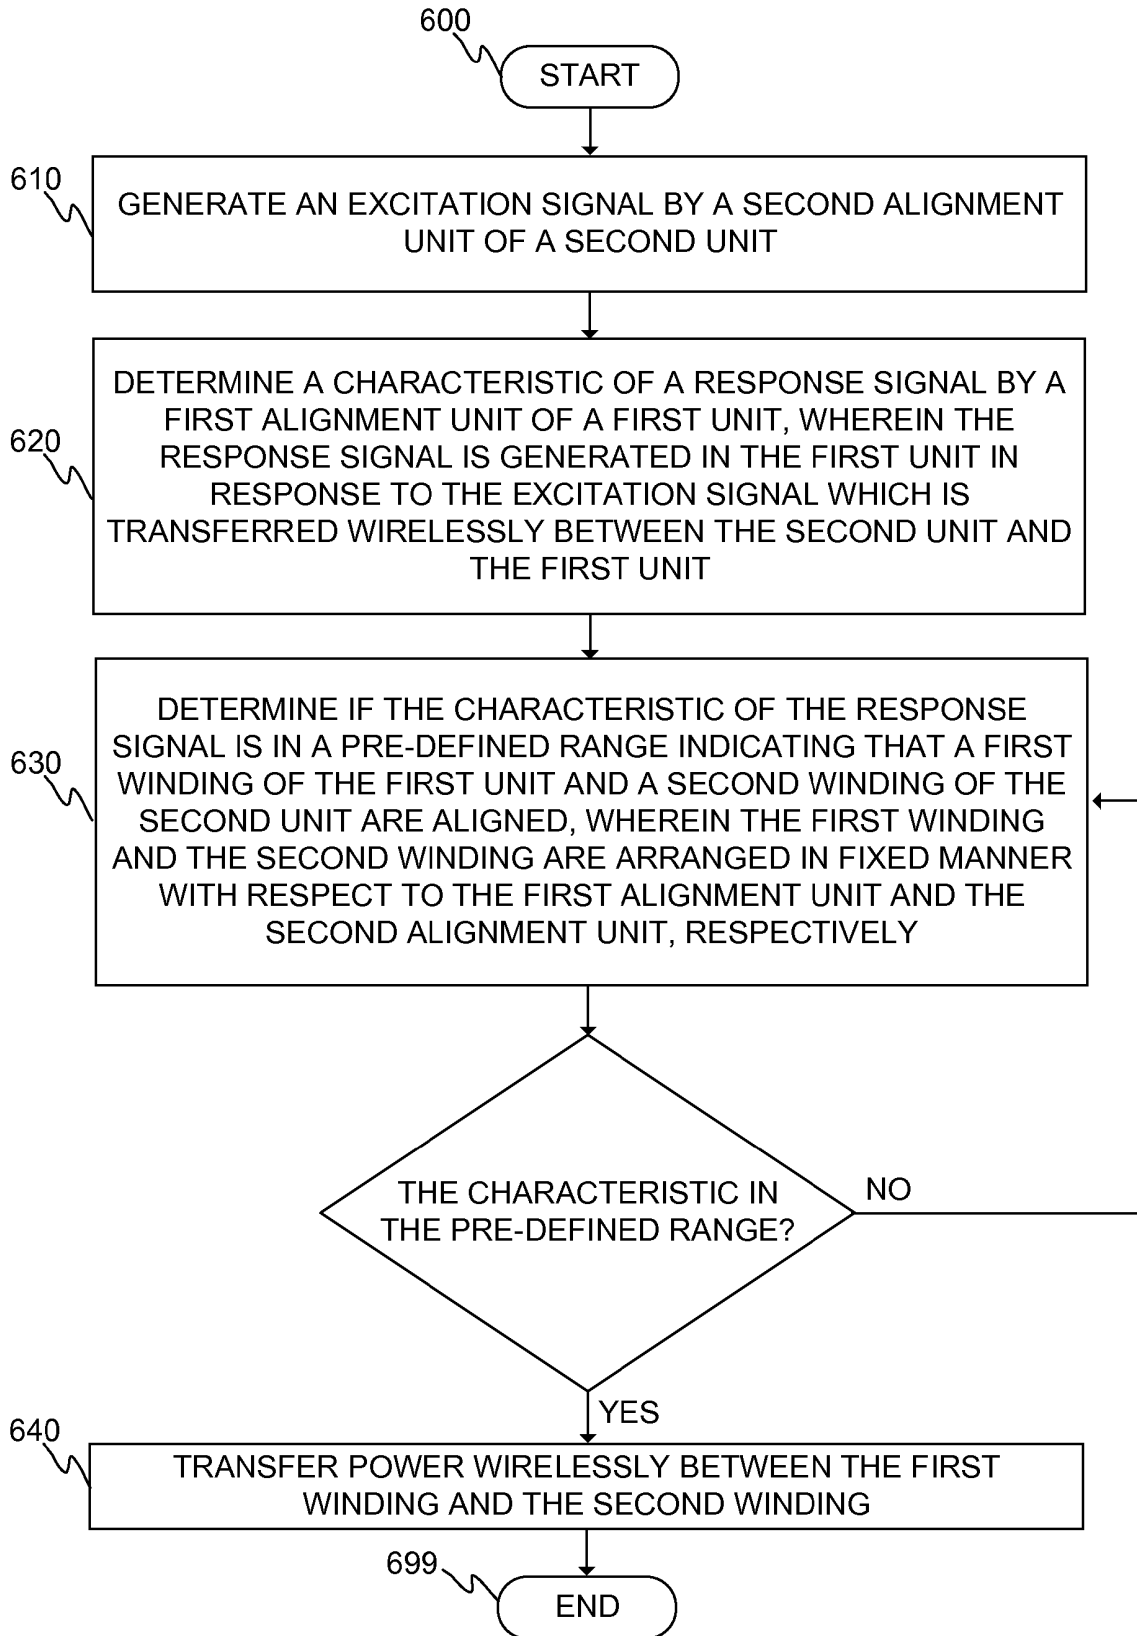 600
START
610
GENERATE AN EXCITATION SIGNAL BY A SECOND ALIGNMENT
UNIT OF A SECOND UNIT
620
DETERMINE A CHARACTERISTIC OF A RESPONSE SIGNAL BY A
FIRST ALIGNMENT UNIT OF A FIRST UNIT, WHEREIN THE
RESPONSE SIGNAL IS GENERATED IN THE FIRST UNIT IN
RESPONSE TO THE EXCITATION SIGNAL WHICH IS
TRANSFERRED WIRELESSLY BETWEEN THE SECOND UNIT AND
THE FIRST UNIT
630
DETERMINE IF THE CHARACTERISTIC OF THE RESPONSE
SIGNAL IS IN A PRE-DEFINED RANGE INDICATING THAT A FIRST
WINDING OF THE FIRST UNIT AND A SECOND WINDING OF THE
SECOND UNIT ARE ALIGNED, WHEREIN THE FIRST WINDING
AND THE SECOND WINDING ARE ARRANGED IN FIXED MANNER
WITH RESPECT TO THE FIRST ALIGNMENT UNIT AND THE
SECOND ALIGNMENT UNIT, RESPECTIVELY
THE CHARACTERISTIC IN
THE PRE-DEFINED RANGE?
NO
YES
640
TRANSFER POWER WIRELESSLY BETWEEN THE FIRST
WINDING AND THE SECOND WINDING
699
END